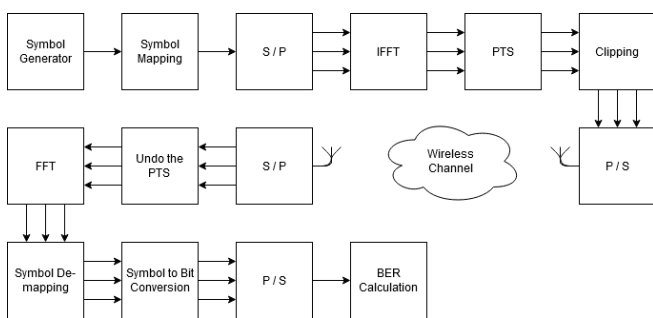 Symbol
Generator
Symbol
Mapping
S / P
IFFT
PTS
Clipping
FFT
Undo the
PTS
S / P
Wireless
Channel
P / S
Symbol De-
mapping
Symbol to Bit
Conversion
P / S
BER
Calculation